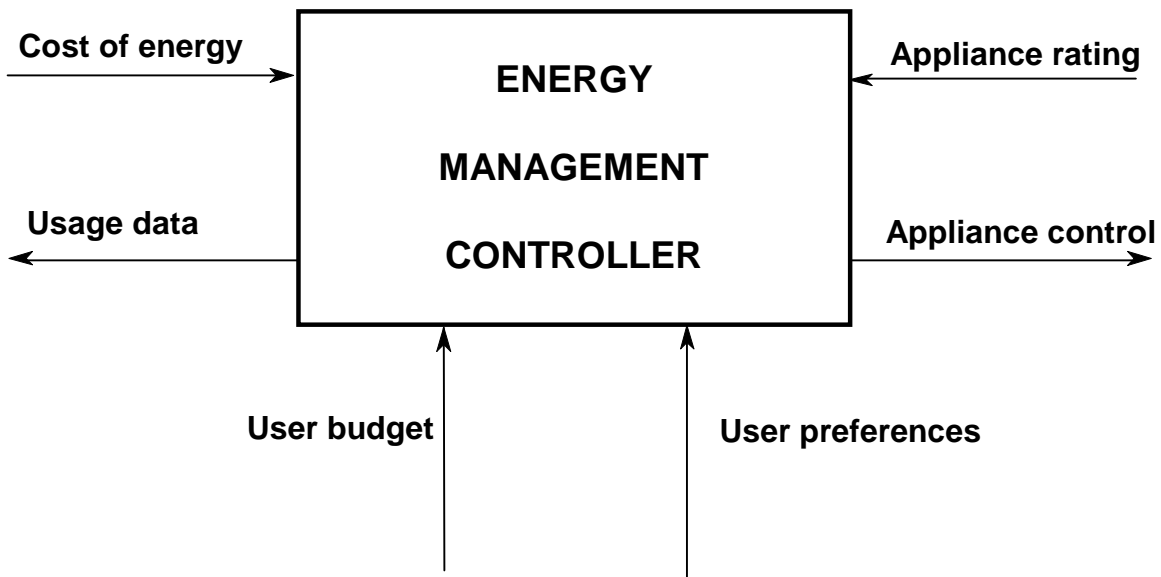 Cost of energy
ENERGY
Appliance rating
MANAGEMENT
Usage data
Appliance control
CONTROLLER
User budget
User preferences